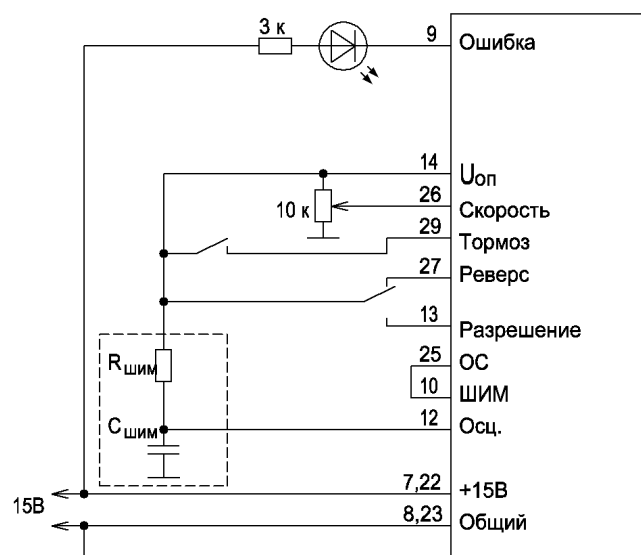 3 к
9
Ошибка
14
Uоп
26
Скорость
10 к
29
Тормоз
27
Реверс
13
Разрешение
Rшим
25
ОС
10
ШИМ
Cшим
12
Осц.
7,22
+15В
15В
8,23
Общий